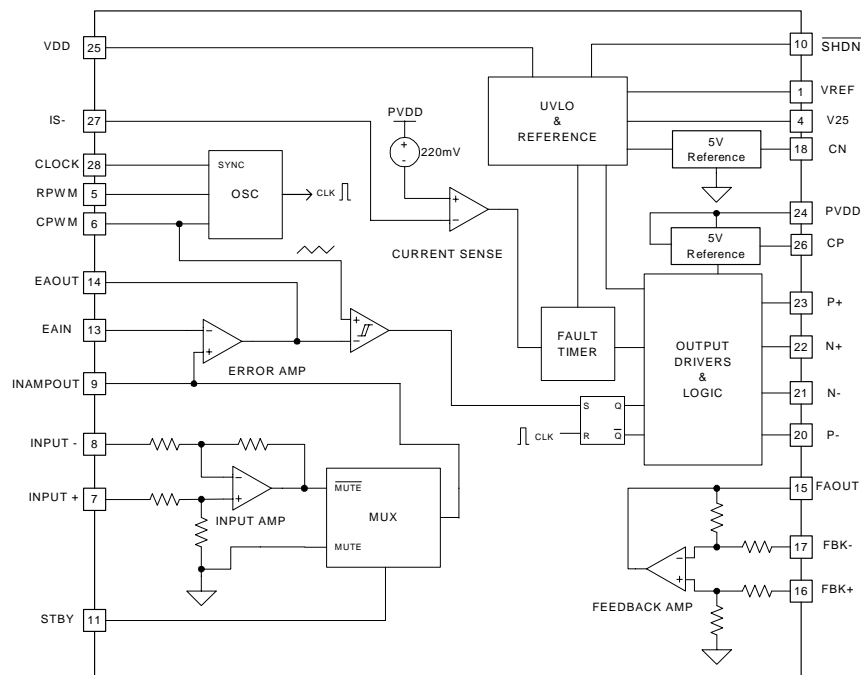 VDD
25
IS-
27
CLOCK
28
RPWM
5
CPWM
6
EAOUT
14
EAIN
13
INAMPOUT
9
INPUT -
8
INPUT +
7
STBY
11
SYNC
OSC
CLK
PVDD
+
-
220mV
+
−
CURRENT SENSE
−
+
ERROR AMP
+
−
−
+
INPUT AMP
MUTE
MUX
MUTE
UVLO
&
REFERENCE
5V
Reference
5V
Reference
FAULT
TIMER
OUTPUT
DRIVERS
&
LOGIC
S
Q
R
Q
CLK
−
+
FEEDBACK AMP
10
SHDN
1
VREF
4
V25
18
CN
24
PVDD
26
CP
23
P+
22
N+
21
N-
20
P-
15
FAOUT
17
FBK-
16
FBK+